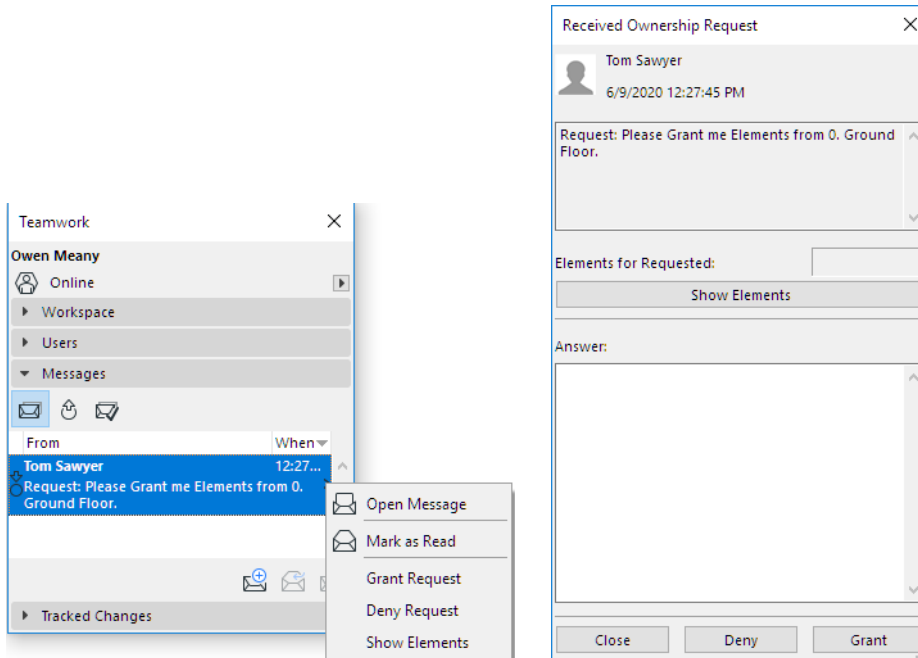 Teamwork
Owen Meany
Online
Workspace
Users
Messages
From When
Tom Sawyer 12:27...
Request: Please Grant me Elements from 0.
Ground Floor.
Tracked Changes
Open Message
Mark as Read
Grant Request
Deny Request
Show Elements
Received Ownership Request
Tom Sawyer
6/9/2020 12:27:45 PM
Request: Please Grant me Elements from 0. Ground
Floor.
Elements for Requested:
Show Elements
Answer:
Close Deny Grant